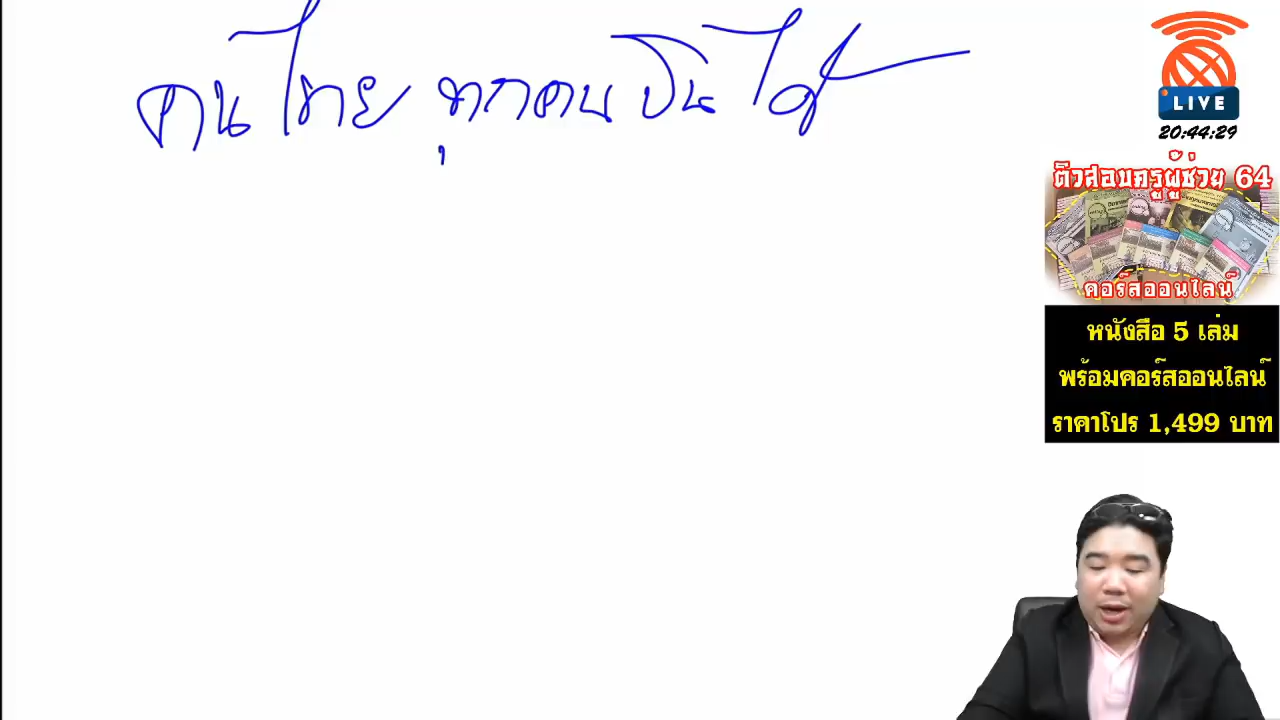 คนไทย ทุกคนบินได้
LIVE
20:44:29
ติวสอบครูผู้ช่วย 64
คอร์สออนไลน์
หนังสือ 5 เล่ม
พร้อมคอร์สออนไลน์
ราคาโปร 1,499 บาท